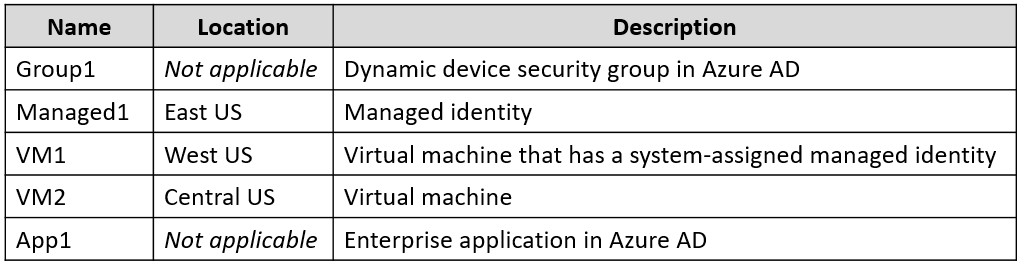 Name Location Description
Group1 Not applicable Dynamic device security group in Azure AD
Managed1 East US Managed identity
VM1 West US Virtual machine that has a system-assigned managed identity
VM2 Central US Virtual machine
App1 Not applicable Enterprise application in Azure AD